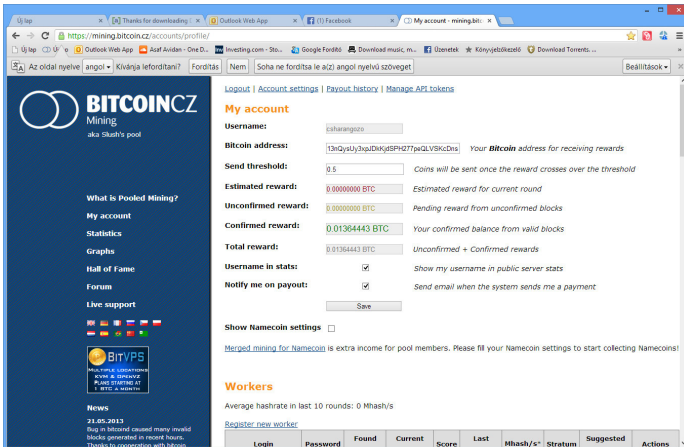 Új lap
[0] Thanks for downloading
Outlook Web App
(1) Facebook
My account - mining.bitc
https://mining.bitcoin.cz/accounts/profile/
Új lap
Outlook Web App
Asaf Avidan - One D...
Investing.com - Sto...
Google Fordító
Download music, m...
Üzenetek
Könyvjelzőkezelő
Download Torrents, ...
Az oldal nyelve angol Kívánja lefordítani? Fordítás Nem Soha ne fordítsa le a(z) angol nyelvű szöveget Beállítások
BITCOINCZ
Mining
aka Slush's pool
What is Pooled Mining?
My account
Statistics
Graphs
Hall of Fame
Forum
Live support
BITVPS
MULTIPLE LOCATIONS
KVM & OPENVZ
PLANS STARTING AT
1 BTC A MONTH
News
21.05.2013
Bug in bitcoind caused many invalid
blocks generated in recent hours.
Thanks to cooperation with bitcoin
Logout | Account settings | Payout history | Manage API tokens
My account
Username: csharangozo
Bitcoin address: Your Bitcoin address for receiving rewards
Send threshold: 0.5 Coins will be sent once the reward crosses over the threshold
Estimated reward: 0.00000000 BTC Estimated reward for current round
Unconfirmed reward: 0.00000000 BTC Pending reward from unconfirmed blocks
Confirmed reward: 0.01364443 BTC Your confirmed balance from valid blocks
Total reward: 0.01364443 BTC Unconfirmed + Confirmed rewards
Username in stats: Show my username in public server stats
Notify me on payout: Send email when the system sends me a payment
Save
Show Namecoin settings
Merged mining for Namecoin is extra income for pool members. Please fill your Namecoin settings to start collecting Namecoins!
Workers
Average hashrate in last 10 rounds: 0 Mhash/s
Register new worker
Login Password Found Current Score Last Mhash/s* Stratum Suggested Actions